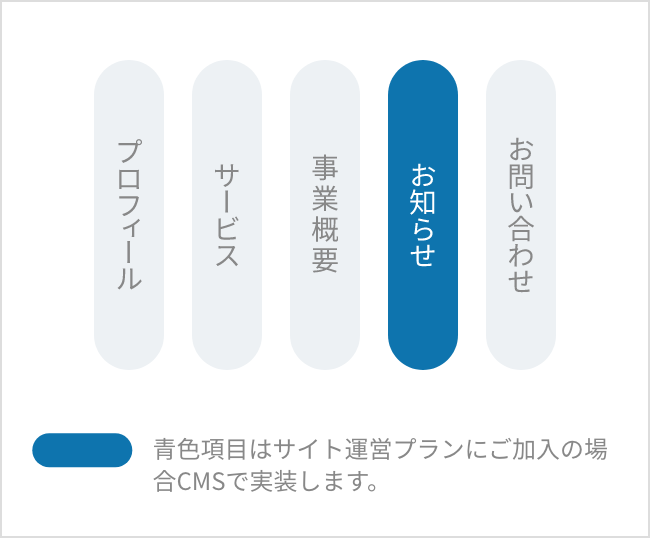 プロフィール
サービス
事業概要
お知らせ
お問い合わせ
青色項目はサイト運営プランにご加入の場
合CMSで実装します。